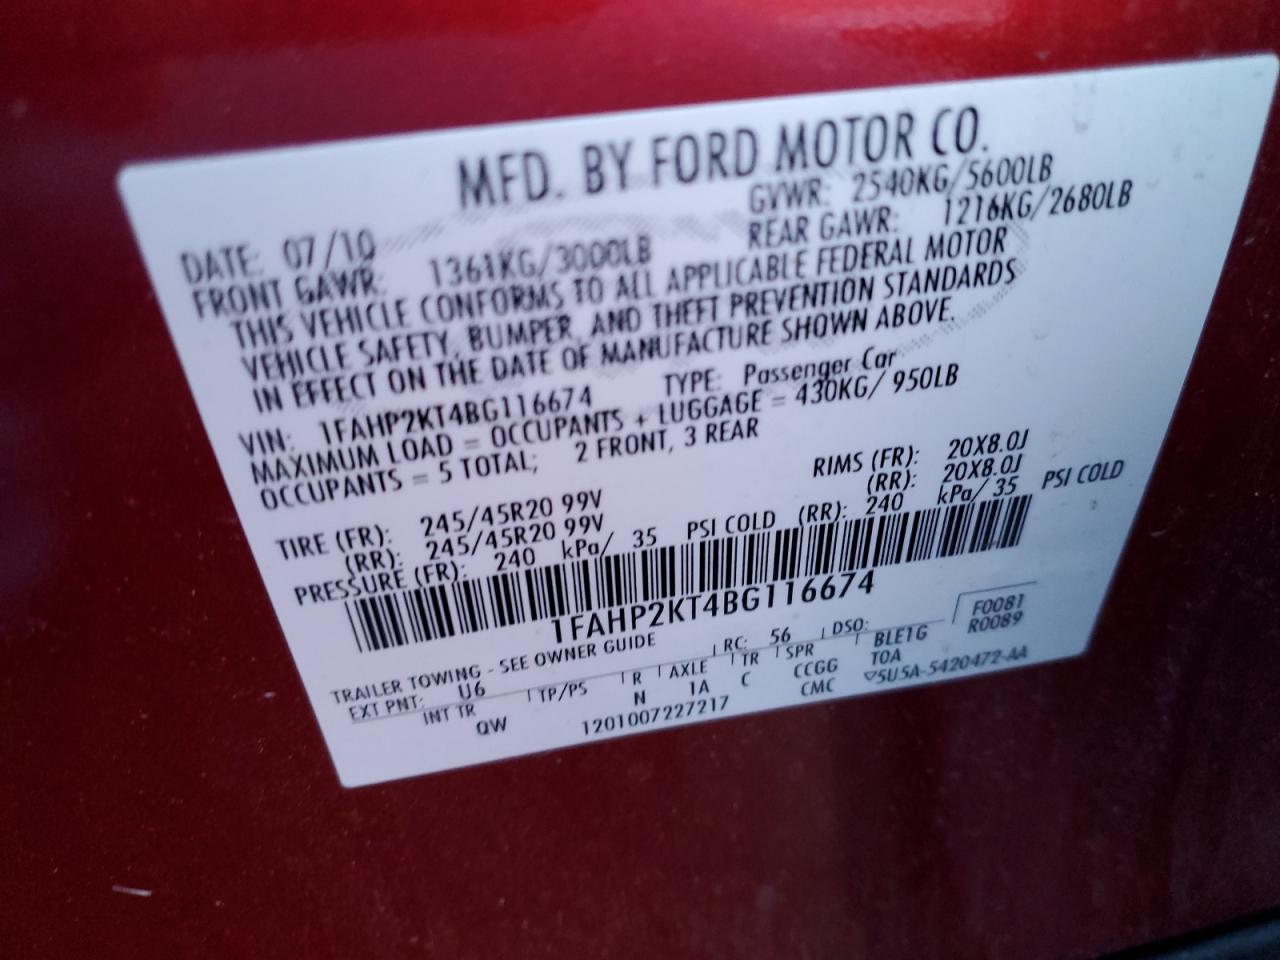 MFD. BY FORD MOTOR CO.
DATE: 07/10 GVWR: 2540KG/5600LB
FRONT GAWR: 1361KG/3000LB REAR GAWR: 1216KG/2680LB
THIS VEHICLE CONFORMS TO ALL APPLICABLE FEDERAL MOTOR
VEHICLE SAFETY, BUMPER, AND THEFT PREVENTION STANDARDS
IN EFFECT ON THE DATE OF MANUFACTURE SHOWN ABOVE.
VIN: 1FAHP2KT4BG116674 TYPE: Passenger Car
MAXIMUM LOAD = OCCUPANTS + LUGGAGE = 430KG/ 950LB
OCCUPANTS = 5 TOTAL; 2 FRONT, 3 REAR
TIRE (FR): 245/45R20 99V RIMS (FR): 20X8.0J
(RR): 245/45R20 99V (RR): 20X8.0J
PRESSURE (FR): 240 kPa/ 35 PSI COLD (RR): 240 kPa/ 35 PSI COLD
1FAHP2KT4BG116674
TRAILER TOWING - SEE OWNER GUIDE F0081
EXT PNT: U6 RC: 56 DSO: R0089
INT TR TP/PS R AXLE TR SPR BLE1G
QW N 1A C CCGG TOA
1201007227217 CMC ▽5U5A-5420472-AA